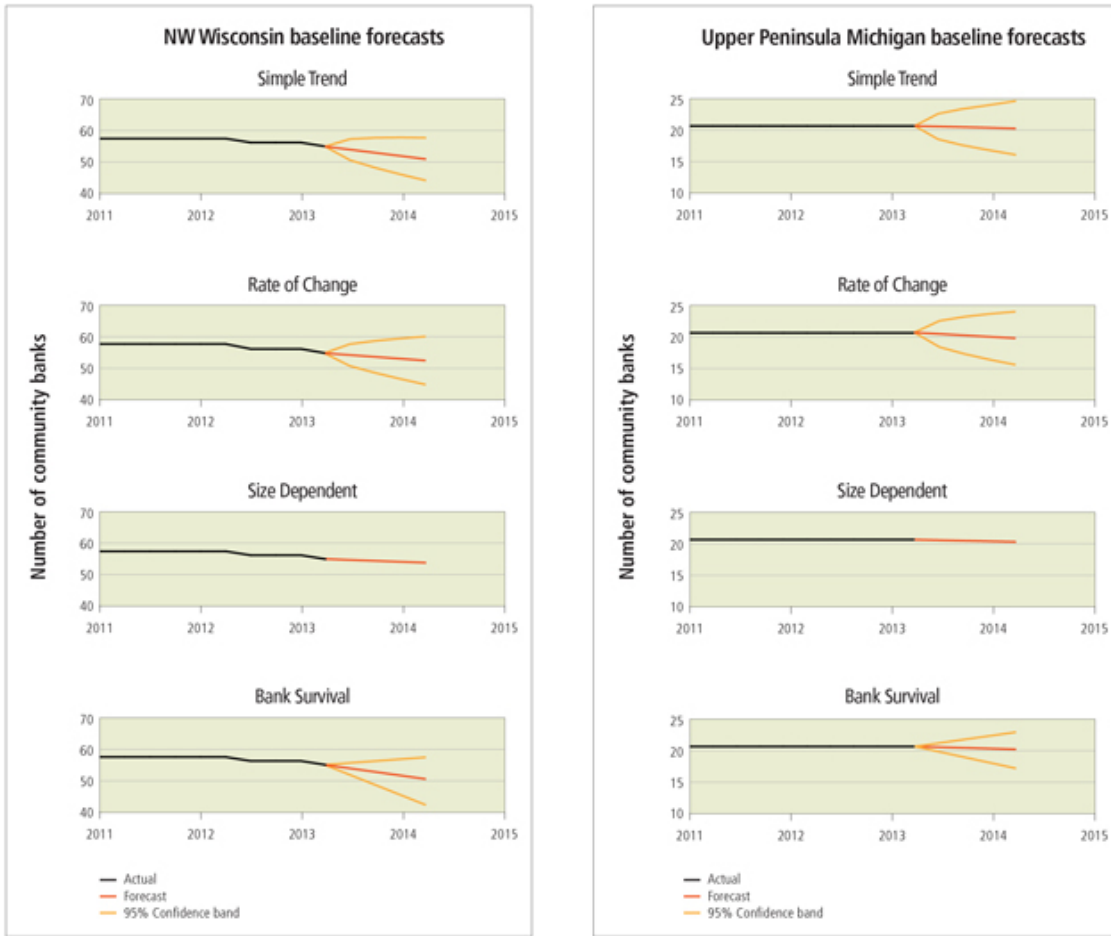 NW Wisconsin baseline forecasts
Number of community banks
Simple Trend
70
60
50
40
2011 2012 2013 2014 2015
Rate of Change
70
60
50
40
2011 2012 2013 2014 2015
Size Dependent
70
60
50
40
2011 2012 2013 2014 2015
Bank Survival
70
60
50
40
2011 2012 2013 2014 2015
Actual
Forecast
95% Confidence band
Upper Peninsula Michigan baseline forecasts
Number of community banks
Simple Trend
25
20
15
10
2011 2012 2013 2014 2015
Rate of Change
25
20
15
10
2011 2012 2013 2014 2015
Size Dependent
25
20
15
10
2011 2012 2013 2014 2015
Bank Survival
25
20
15
10
2011 2012 2013 2014 2015
Actual
Forecast
95% Confidence band